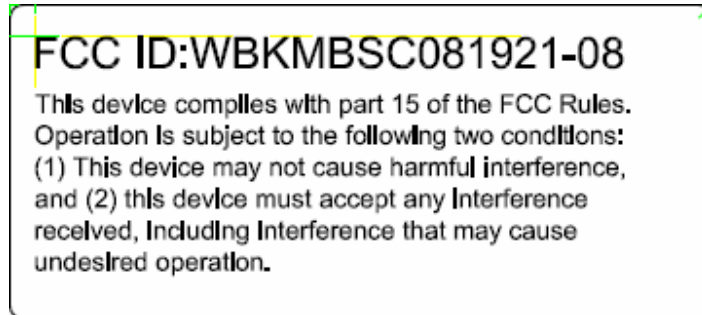 FCC ID:WBKMBSC081921-08
This device complies with part 15 of the FCC Rules.
Operation is subject to the following two conditions:
(1) This device may not cause harmful interference,
and (2) this device must accept any interference
received, including interference that may cause
undesired operation.